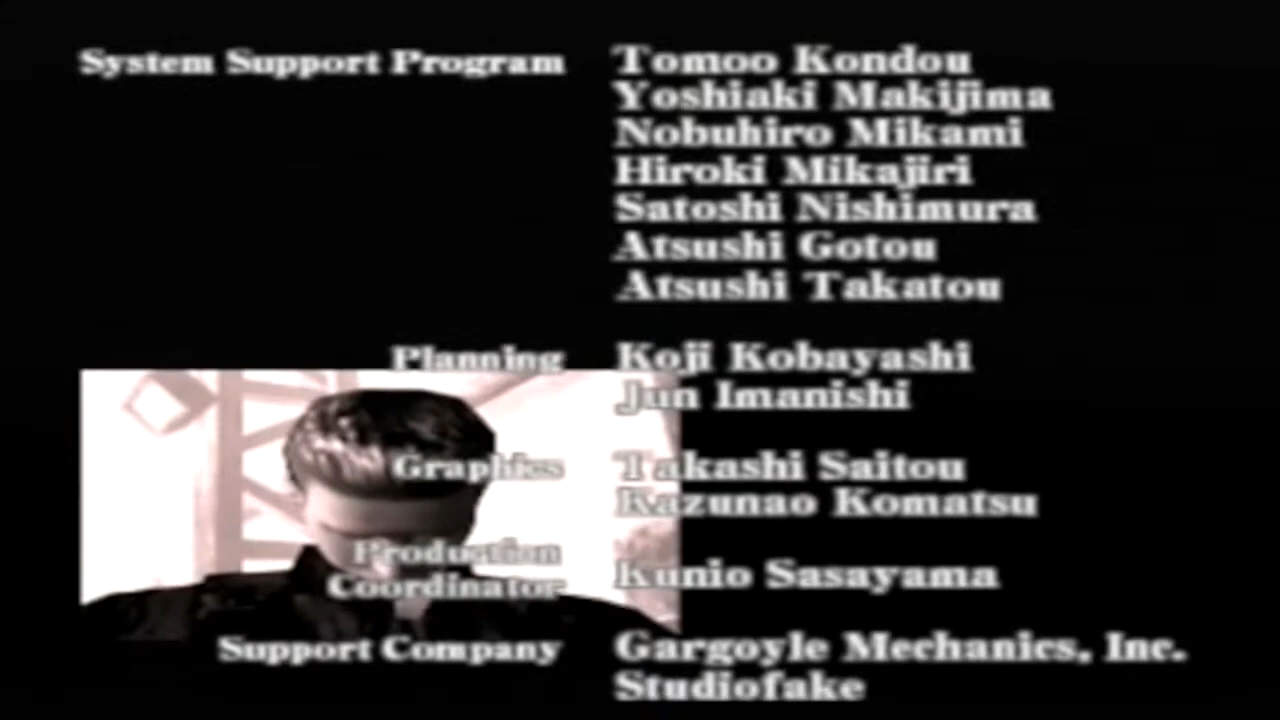 System Support Program Tomoo Kondou
Yoshiaki Makijima
Nobuhiro Mikami
Hiroki Mikajiri
Satoshi Nishimura
Atsushi Gotou
Atsushi Takatou
Planning Koji Kobayashi
Jun Imanishi
Graphics Takashi Saitou
Kazunao Komatsu
Production
Coordinator Kunio Sasayama
Support Company Gargoyle Mechanics, Inc.
Studiofake